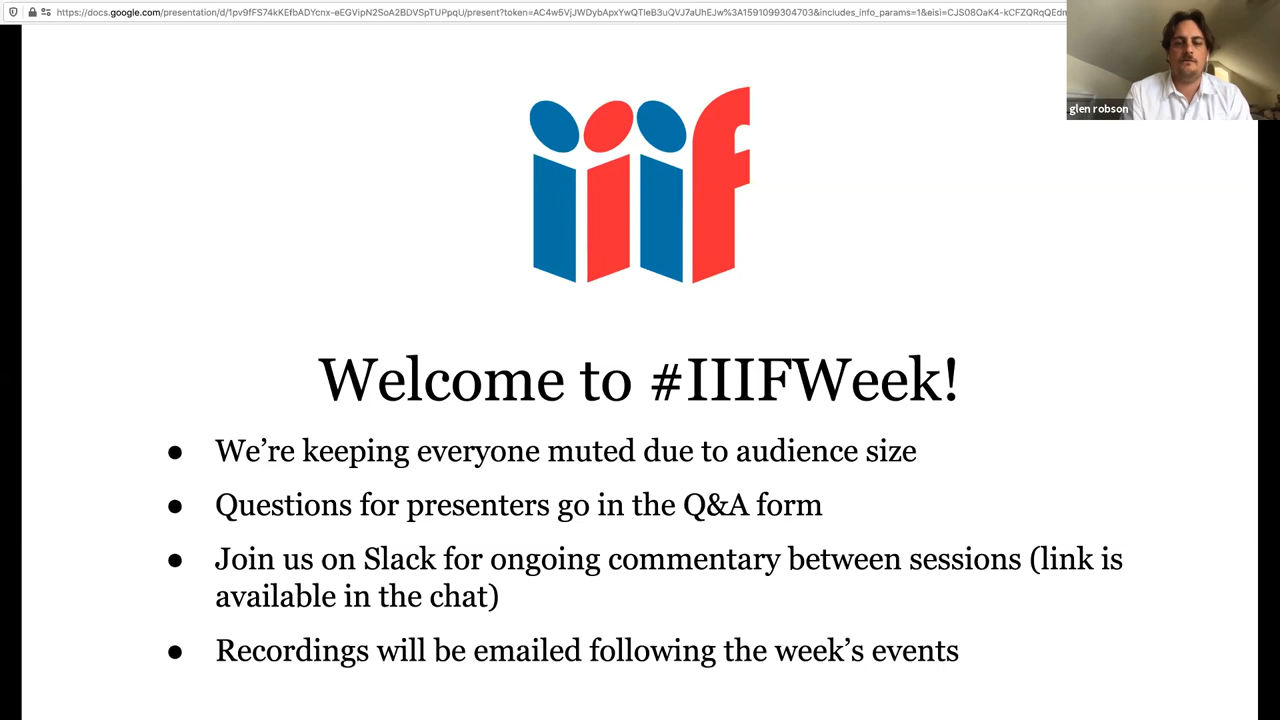 https://docs.google.com/presentation/d/1pv9fFS74kKEfbADYcnx-eEGVipN2SoA2BDVSpTUPpqU/present?token=AC4w5VjJWDybApxYwQTleB3uQVJ7aUhEJw%3A1591099304703&includes_info_params=1&eisi=CJS08OaK4-kCFZQRqQEdm
glen robson
iiif
Welcome to #IIIFWeek!
● We’re keeping everyone muted due to audience size
● Questions for presenters go in the Q&A form
● Join us on Slack for ongoing commentary between sessions (link is
available in the chat)
● Recordings will be emailed following the week’s events